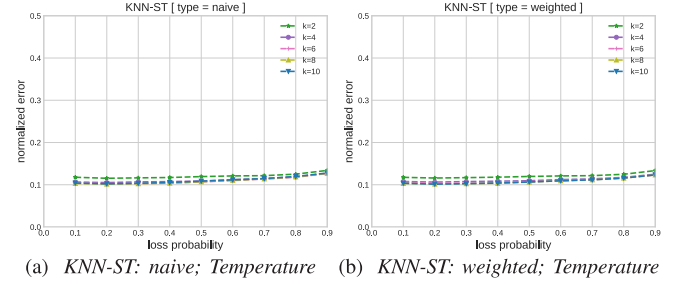 KNN-ST [ type = naive ]
normalized error
0.5
0.4
0.3
0.2
0.1
0.0
k=2
k=4
k=6
k=8
k=10
0.0 0.1 0.2 0.3 0.4 0.5 0.6 0.7 0.8 0.9
loss probability
(a) KNN-ST: naive; Temperature
KNN-ST [ type = weighted ]
normalized error
0.5
0.4
0.3
0.2
0.1
0.0
k=2
k=4
k=6
k=8
k=10
0.0 0.1 0.2 0.3 0.4 0.5 0.6 0.7 0.8 0.9
loss probability
(b) KNN-ST: weighted; Temperature